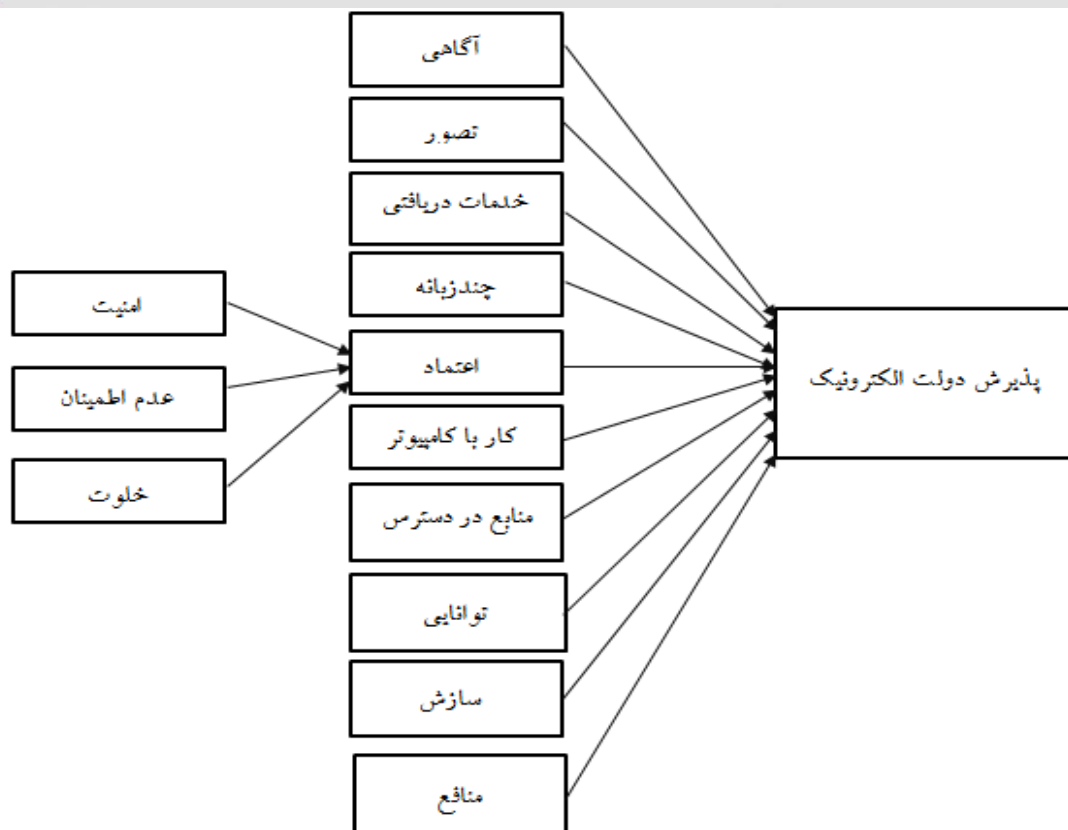 آگاهی
تصور
خدمات دریافتی
چندزبانه
امنیت
اعتماد
پذیرش دولت الکترونیک
عدم اطمینان
کار با کامپیوتر
خلوت
منابع در دسترس
توانایی
سازش
منافع